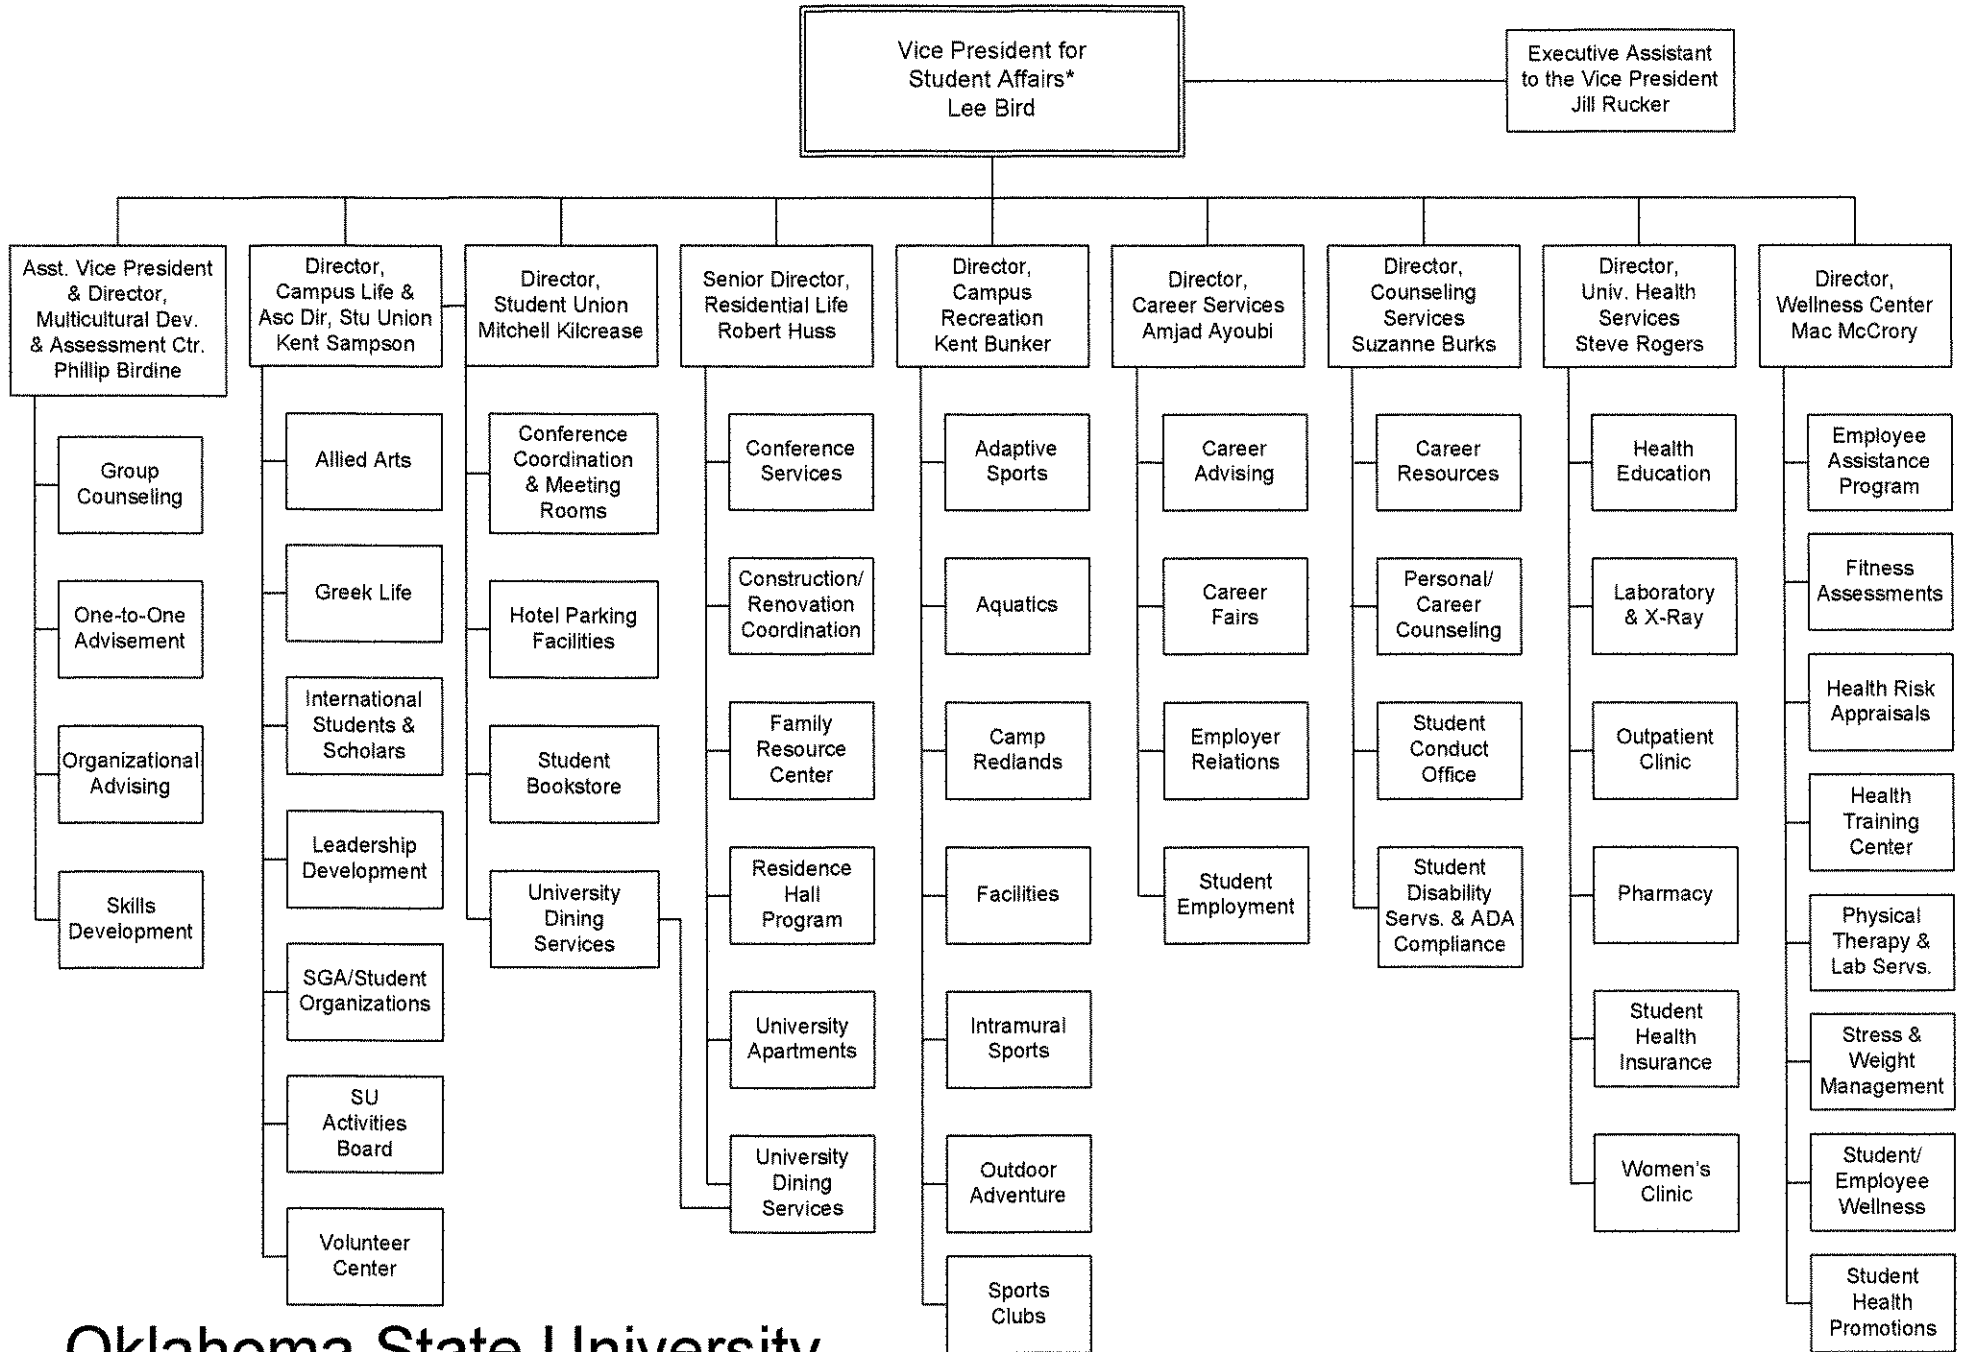 Vice President for
Student Affairs*
Lee Bird
Executive Assistant
to the Vice President
Jill Rucker
Asst. Vice President
& Director,
Multicultural Dev.
& Assessment Ctr.
Phillip Birdine
Group
Counseling
One-to-One
Advisement
Organizational
Advising
Skills
Development
Director,
Campus Life &
Asc Dir, Stu Union
Kent Sampson
Allied Arts
Greek Life
International
Students &
Scholars
Leadership
Development
SGA/Student
Organizations
SU
Activities
Board
Volunteer
Center
Director,
Student Union
Mitchell Kilcrease
Conference
Coordination
& Meeting
Rooms
Hotel Parking
Facilities
Student
Bookstore
University
Dining
Services
Senior Director,
Residential Life
Robert Huss
Conference
Services
Construction/
Renovation
Coordination
Family
Resource
Center
Residence
Hall
Program
University
Apartments
University
Dining
Services
Director,
Campus
Recreation
Kent Bunker
Adaptive
Sports
Aquatics
Camp
Redlands
Facilities
Intramural
Sports
Outdoor
Adventure
Sports
Clubs
Director,
Career Services
Amjad Ayoubi
Career
Advising
Career
Fairs
Employer
Relations
Student
Employment
Director,
Counseling
Services
Suzanne Burks
Career
Resources
Personal/
Career
Counseling
Student
Conduct
Office
Student
Disability
Servs. & ADA
Compliance
Director,
Univ. Health
Services
Steve Rogers
Health
Education
Laboratory
& X-Ray
Outpatient
Clinic
Pharmacy
Student
Health
Insurance
Women's
Clinic
Director,
Wellness Center
Mac McCrory
Employee
Assistance
Program
Fitness
Assessments
Health Risk
Appraisals
Health
Training
Center
Physical
Therapy &
Lab Servs.
Stress &
Weight
Management
Student/
Employee
Wellness
Student
Health
Promotions
Oklahoma State University